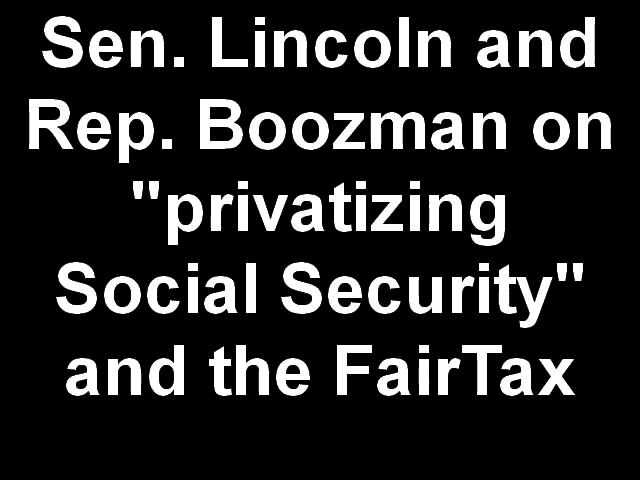 Sen. Lincoln and
Rep. Boozman on
"privatizing
Social Security"
and the FairTax